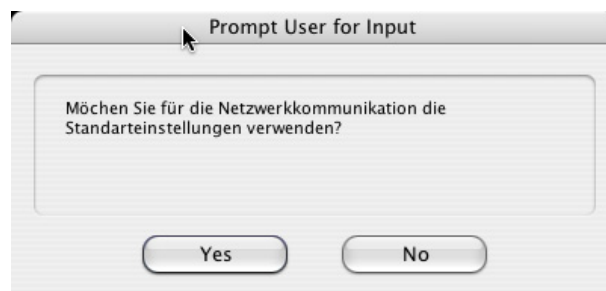 Prompt User for Input
Möchen Sie für die Netzwerkkommunikation die
Standarteinstellungen verwenden?
Yes
No